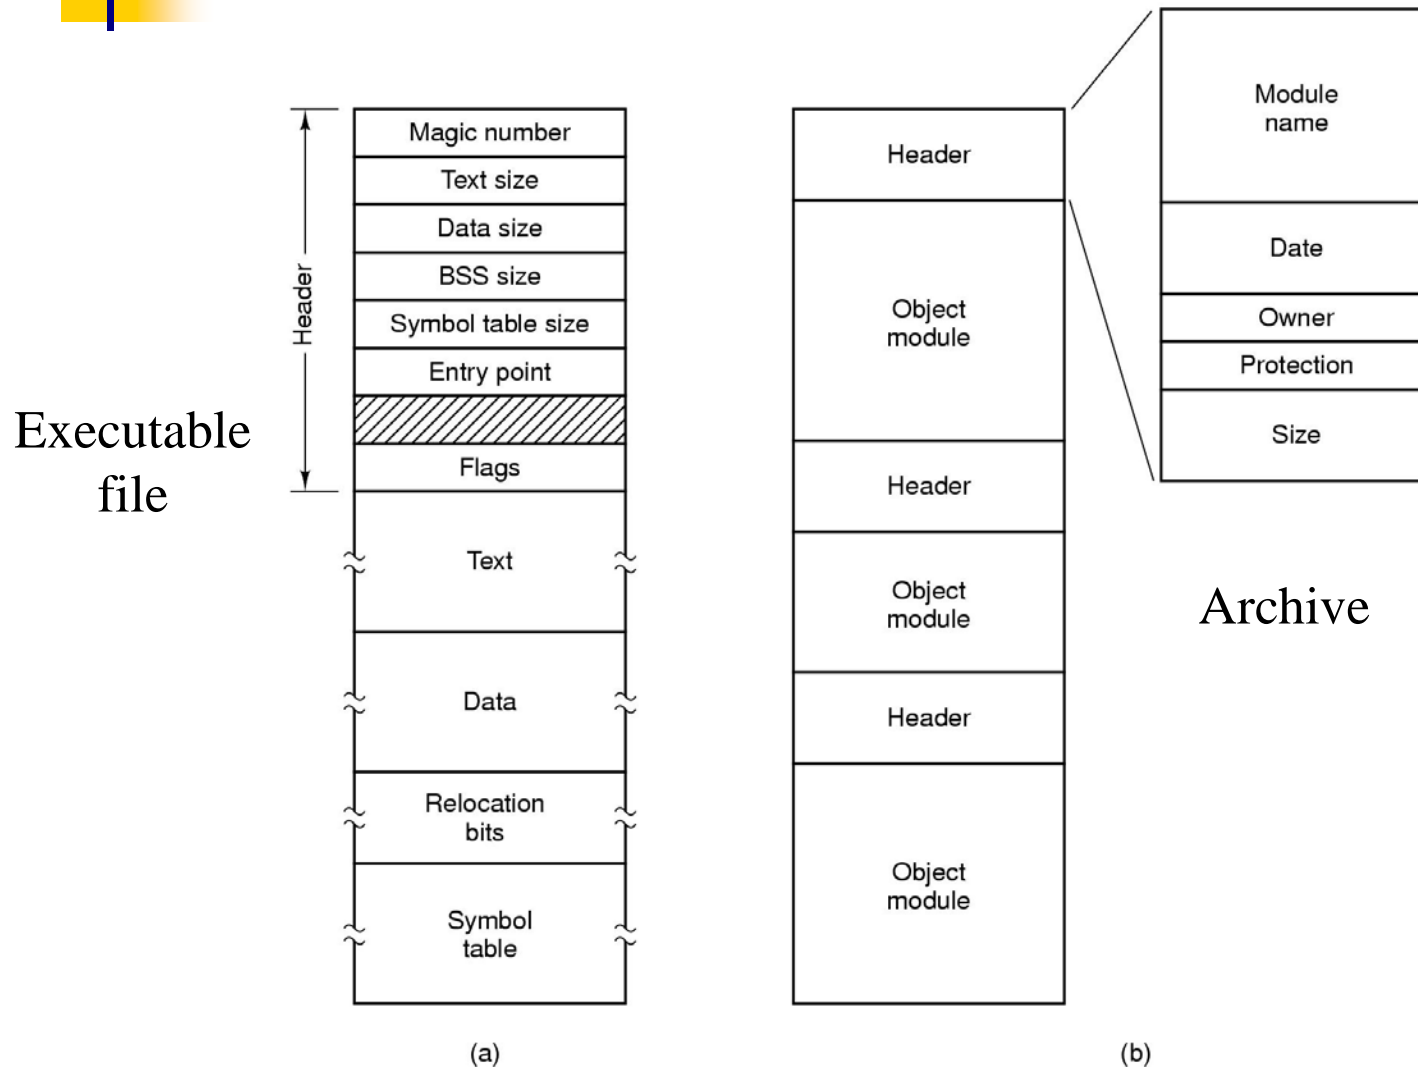 Executable
file
Header
Magic number
Text size
Data size
BSS size
Symbol table size
Entry point
Flags
Text
Data
Relocation
bits
Symbol
table
(a)
Header
Object
module
Header
Object
module
Header
Object
module
Module
name
Date
Owner
Protection
Size
Archive
(b)